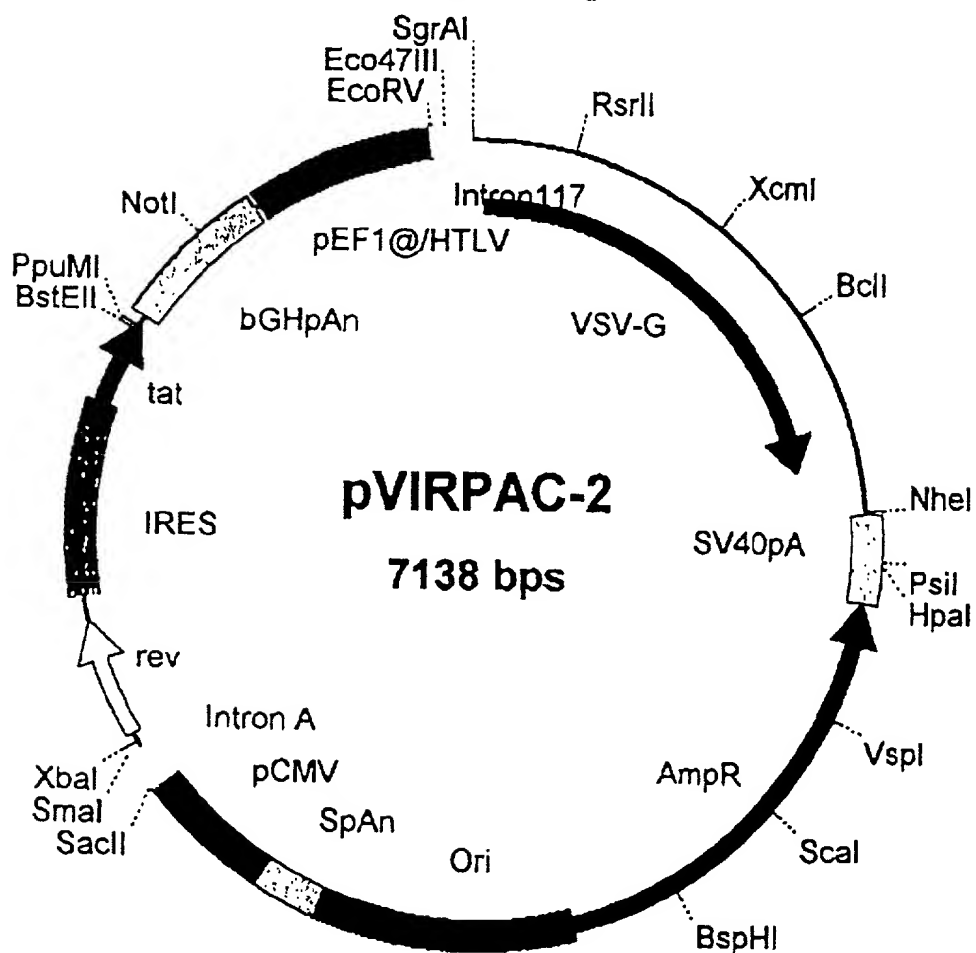 SgrAI
Eco47III
EcoRV
RsrII
Intron117
XcmI
NotI
pEF1@/HTLV
PpuMI
BstEII
BclI
bGHpAn
VSV-G
tat
pVIRPAC-2
NheI
IRES
SV40pA
7138 bps
PsiI
HpaI
rev
Intron A
VspI
XbaI
pCMV
AmpR
SmaI
SpAn
SacII
Ori
ScaI
BspHI